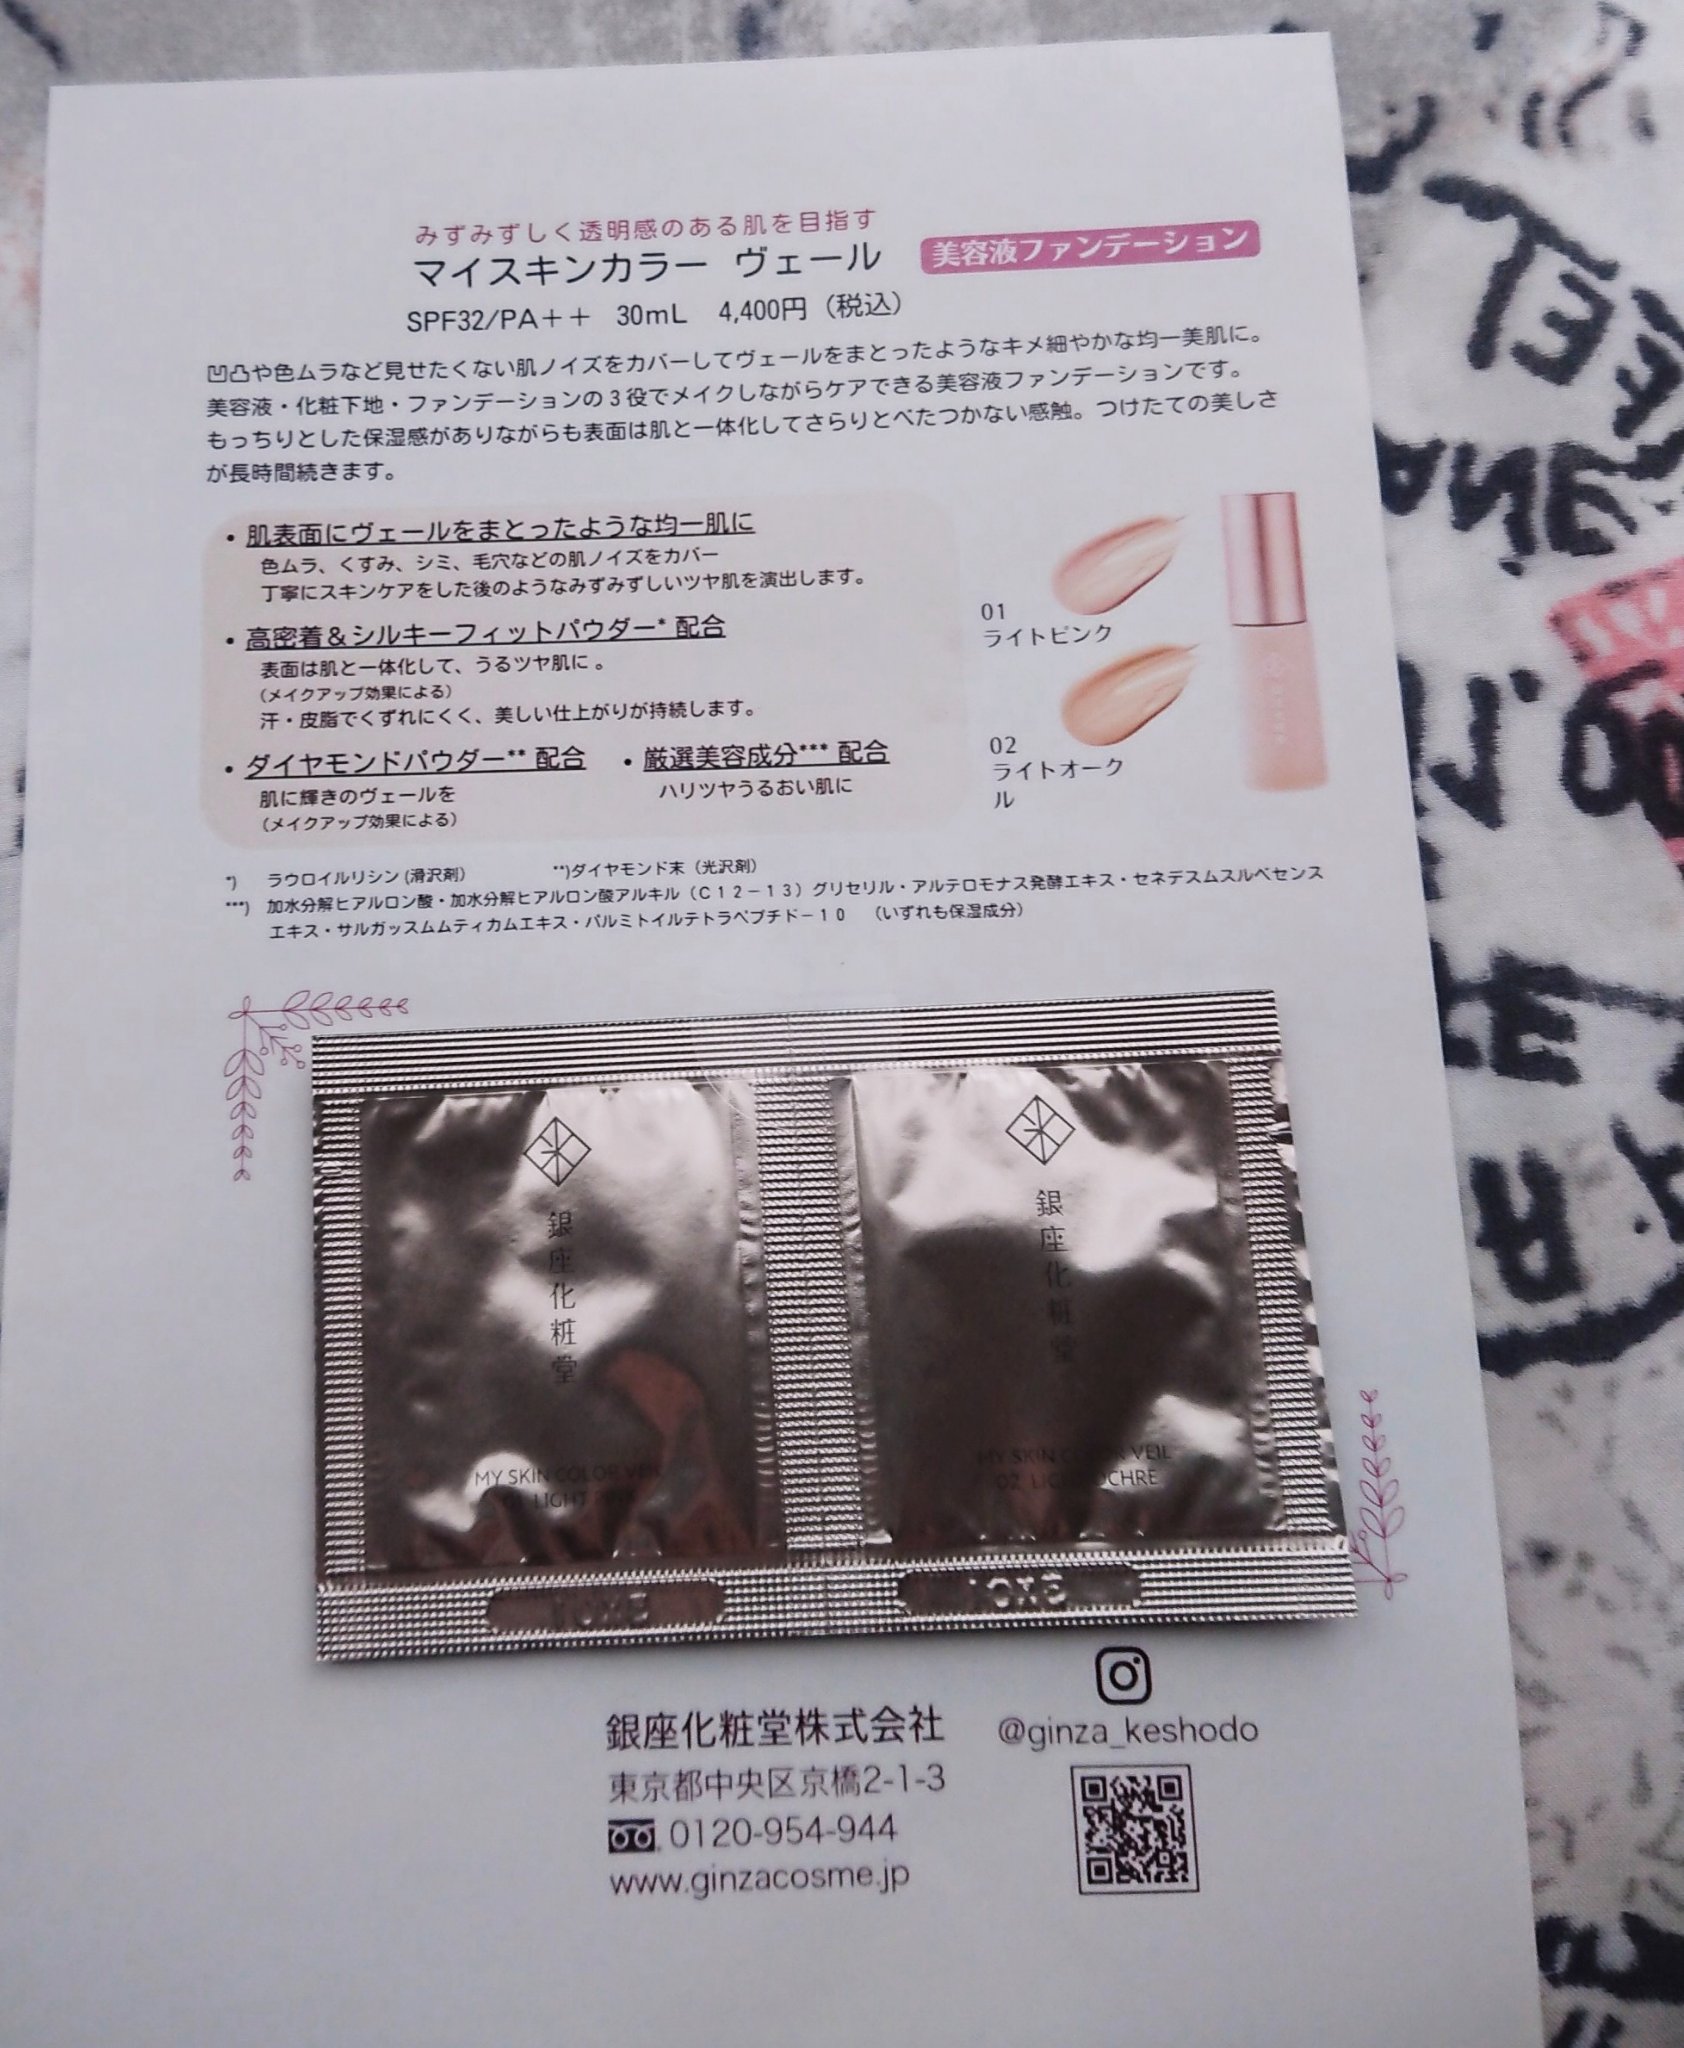 みずみずしく透明感のある肌を目指す
マイスキンカラー ヴェール
美容液ファンデーション
SPF32/PA＋＋ 30mL 4,400円（税込）
凹凸や色ムラなど見せたくない肌ノイズをカバーしてヴェールをまとったようなキメ細やかな均一美肌に。
美容液・化粧下地・ファンデーションの3役でメイクしながらケアできる美容液ファンデーションです。
もっちりとした保湿感がありながらも表面は肌と一体化してさらりとべたつかない感触。つけたての美しさ
が長時間続きます。
・肌表面にヴェールをまとったような均一肌に
色ムラ、くすみ、シミ、毛穴などの肌ノイズをカバー
丁寧にスキンケアをした後のようなみずみずしいツヤ肌を演出します。
・高密着＆シルキーフィットパウダー* 配合
表面は肌と一体化して、うるツヤ肌に 。
（メイクアップ効果による）
汗・皮脂でくずれにくく、美しい仕上がりが持続します。
・ダイヤモンドパウダー** 配合
肌に輝きのヴェールを
（メイクアップ効果による）
・厳選美容成分*** 配合
ハリツヤうるおい肌に
01
ライトピンク
02
ライトオーク
ル
*) ラウロイルリシン (滑沢剤) **)ダイヤモンド末（光沢剤）
***) 加水分解ヒアルロン酸・加水分解ヒアルロン酸アルキル（C12－13）グリセリル・アルテロモナス発酵エキス・セネデスムスルベセンス
エキス・サルガッスムムティカムエキス・パルミトイルテトラペプチド－10 （いずれも保湿成分）
銀座化粧堂
MY SKIN COLOR VEIL
LIGHT
銀座化粧堂
MY SKIN COLOR VEIL
02 LIGHT OCHRE
銀座化粧堂株式会社
東京都中央区京橋2-1-3
0120-954-944
www.ginzacosme.jp
@ginza_keshodo